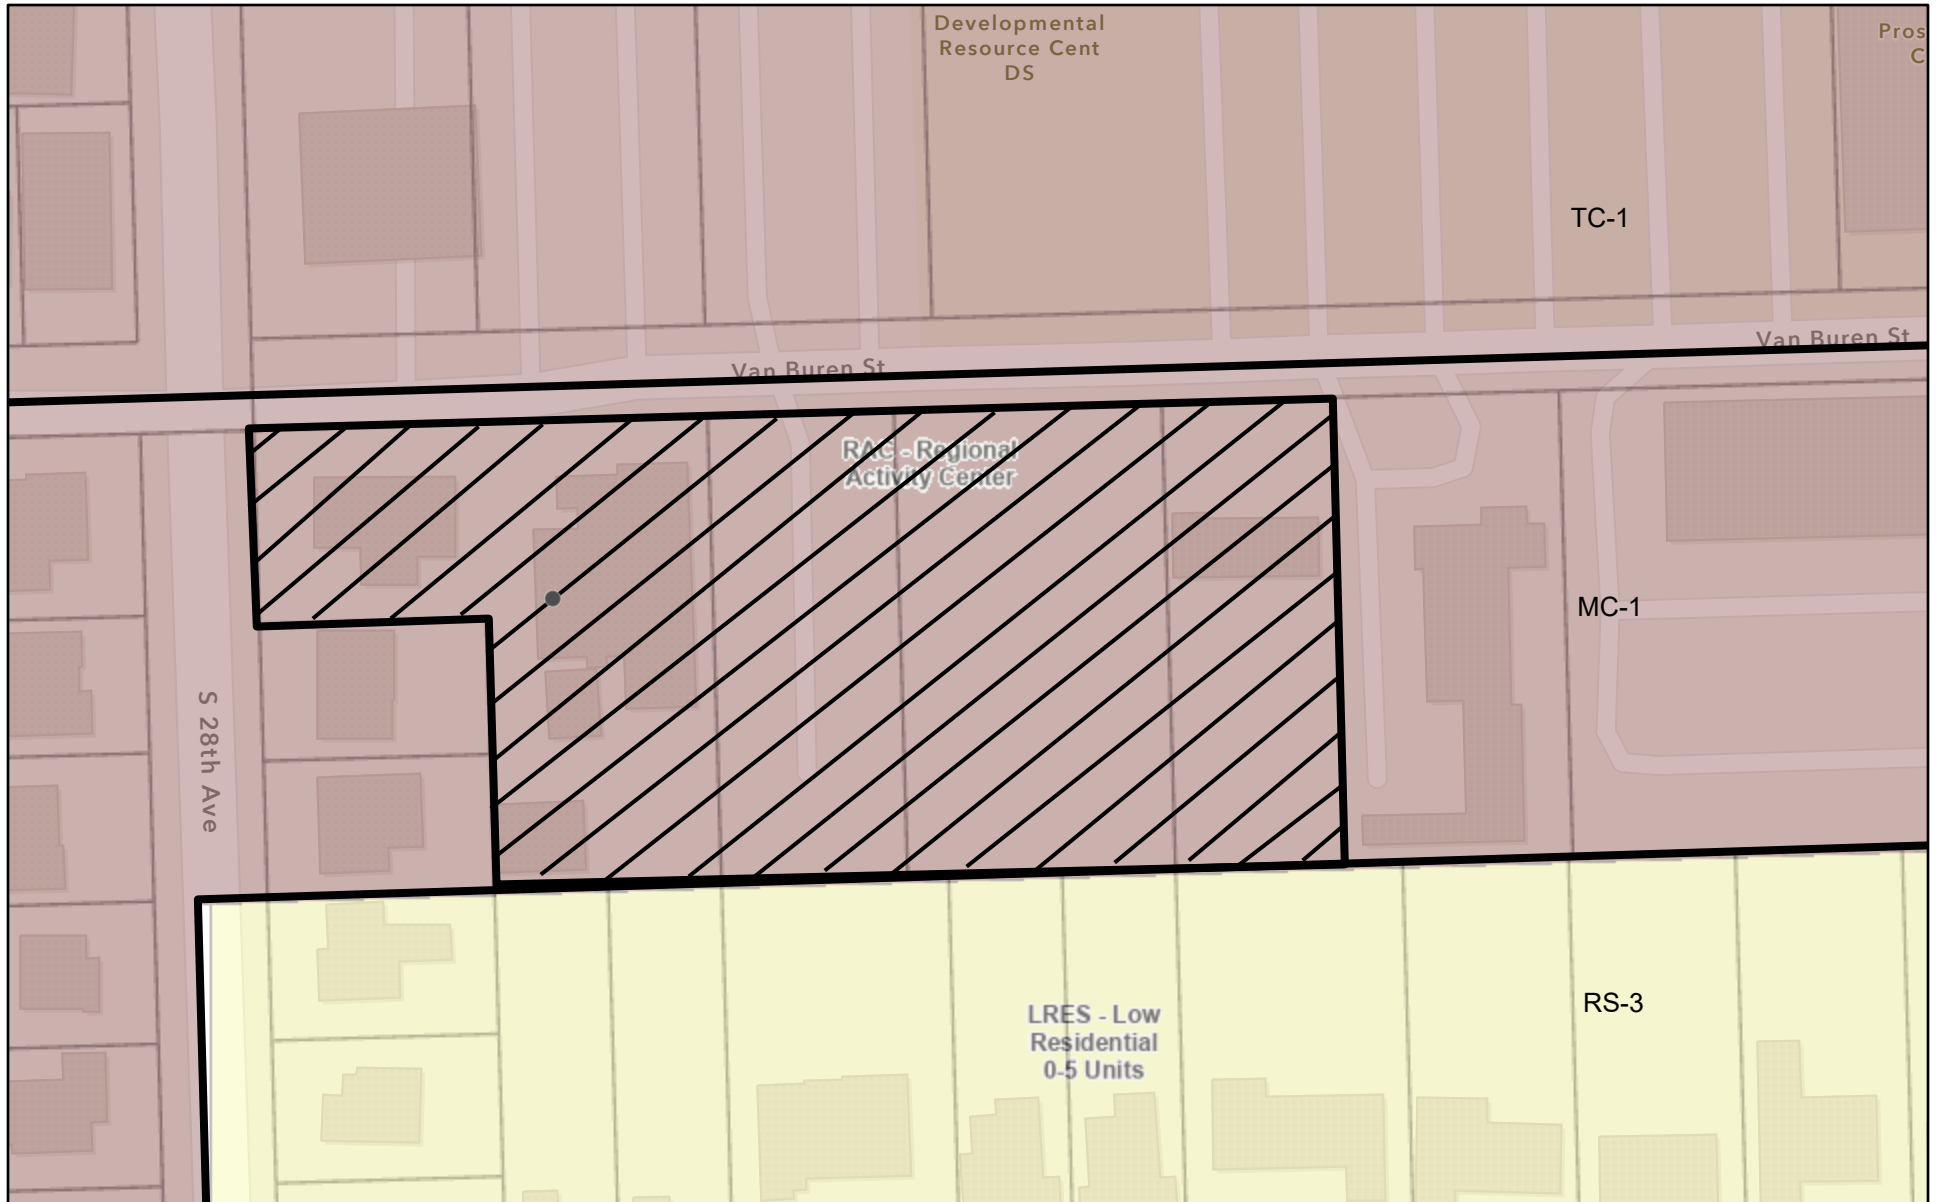 Developmental
Resource Cent
DS
Pros
C
TC-1
Van Buren St
Van Buren St
RAC - Regional
Activity Center
MC-1
S 28th Ave
RS-3
LRES - Low
Residential
0-5 Units